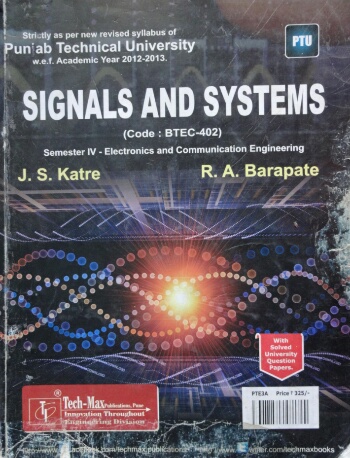 Strictly as per new revised syllabus of
Punjab Technical University
w.e.f. Academic Year 2012-2013.
PTU
SIGNALS AND SYSTEMS
(Code : BTEC-402)
Semester IV - Electronics and Communication Engineering
J. S. Katre
R. A. Barapate
With
Solved
University
Question
Papers.
Tech-Max Publications, Pune
Innovation Throughout
Engineering Division
PTE3A Price ₹ 325/-